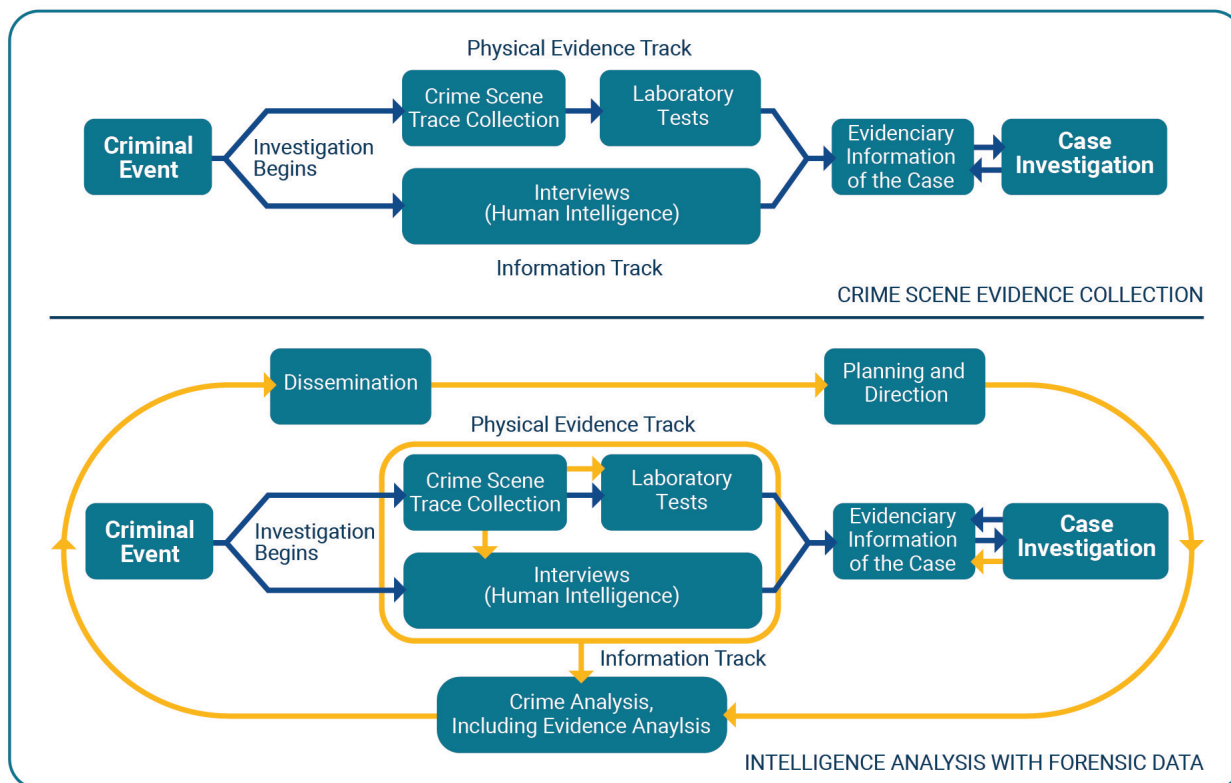 Physical Evidence Track
Crime Scene
Trace Collection
Laboratory
Tests
Criminal
Event
Investigation
Begins
Evidenciary
Information
of the Case
Case
Investigation
Interviews
(Human Intelligence)
Information Track
CRIME SCENE EVIDENCE COLLECTION
Dissemination
Planning and
Direction
Physical Evidence Track
Crime Scene
Trace Collection
Laboratory
Tests
Criminal
Event
Investigation
Begins
Evidenciary
Information
of the Case
Case
Investigation
Interviews
(Human Intelligence)
Information Track
Crime Analysis,
Including Evidence Anaylsis
INTELLIGENCE ANALYSIS WITH FORENSIC DATA